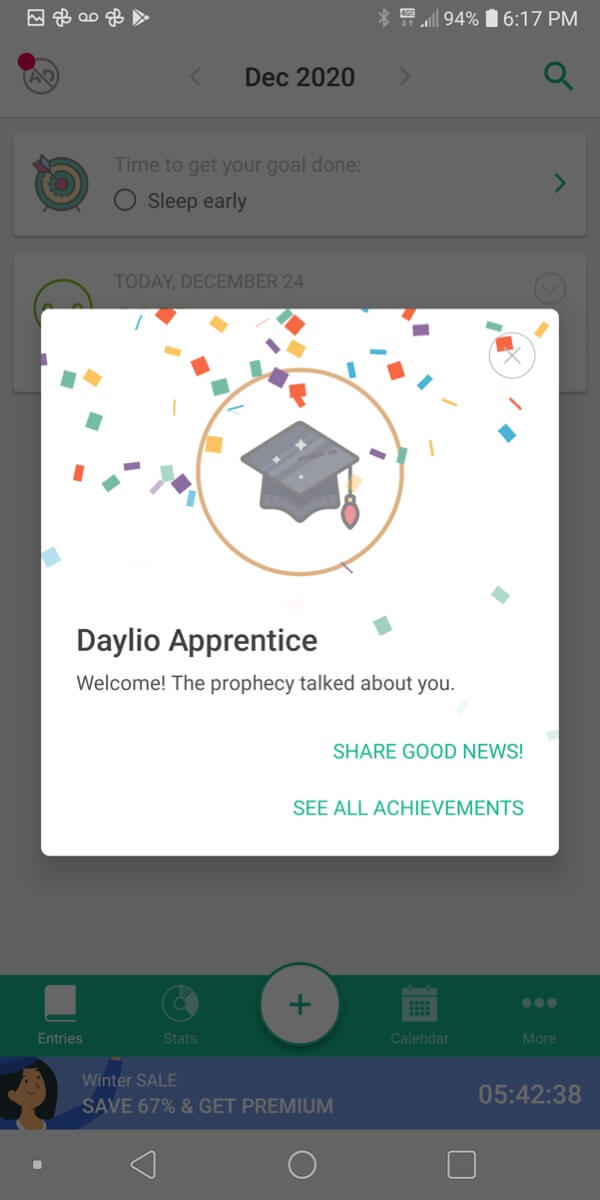 94% 6:17 PM
AD
Dec 2020
Time to get your goal done:
Sleep early
TODAY, DECEMBER 24
Daylio Apprentice
Welcome! The prophecy talked about you.
SHARE GOOD NEWS!
SEE ALL ACHIEVEMENTS
+
Entries Stats Calendar More
Winter SALE
SAVE 67% & GET PREMIUM
05:42:38